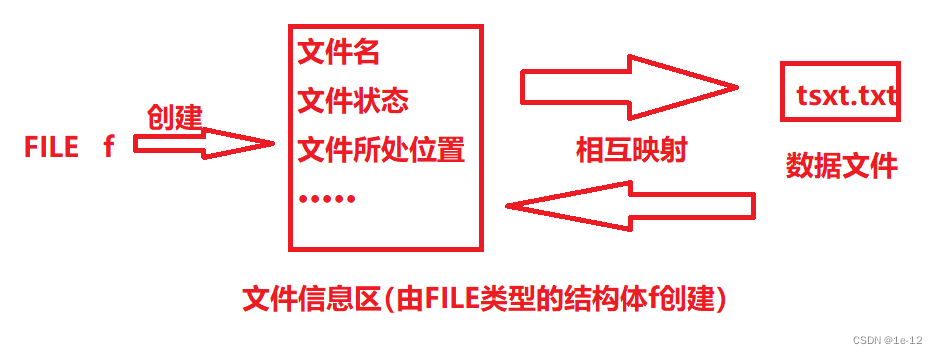 文件名
文件状态
文件所处位置
•••••
创建
FILE f
相互映射
tsxt.txt
数据文件
文件信息区(由FILE类型的结构体f创建)
CSDN @1e-12